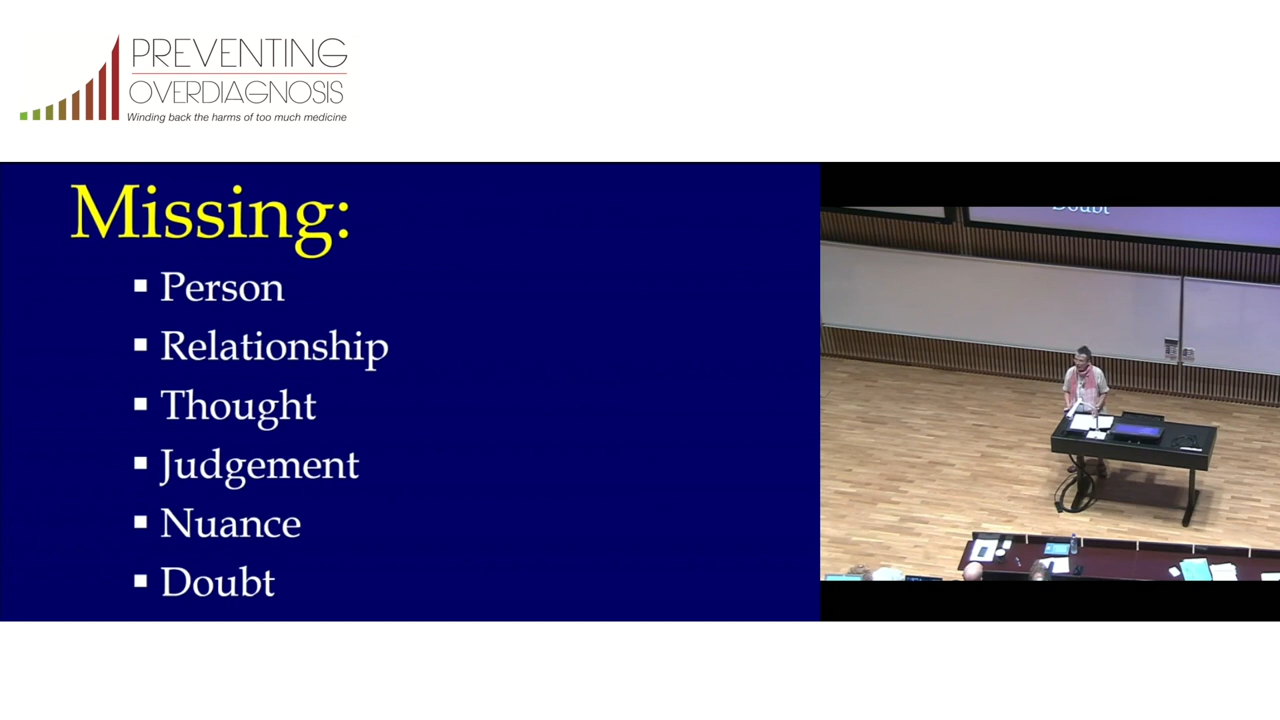 PREVENTING
OVERDIAGNOSIS
Winding back the harms of too much medicine
Missing:
▪ Person
▪ Relationship
▪ Thought
▪ Judgement
▪ Nuance
▪ Doubt
Doubt